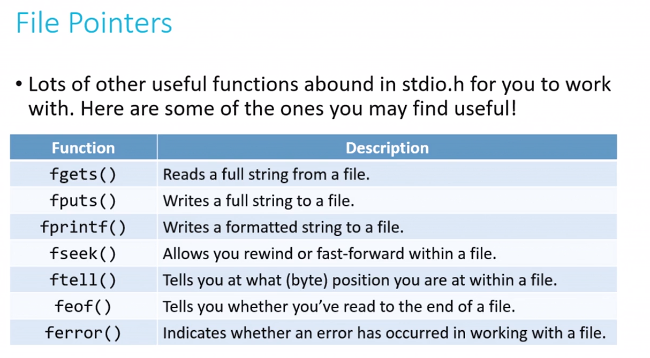 File Pointers
• Lots of other useful functions abound in stdio.h for you to work
with. Here are some of the ones you may find useful!
Function Description
fgets() Reads a full string from a file.
fputs() Writes a full string to a file.
fprintf() Writes a formatted string to a file.
fseek() Allows you rewind or fast-forward within a file.
ftell() Tells you at what (byte) position you are at within a file.
feof() Tells you whether you've read to the end of a file.
ferror() Indicates whether an error has occurred in working with a file.